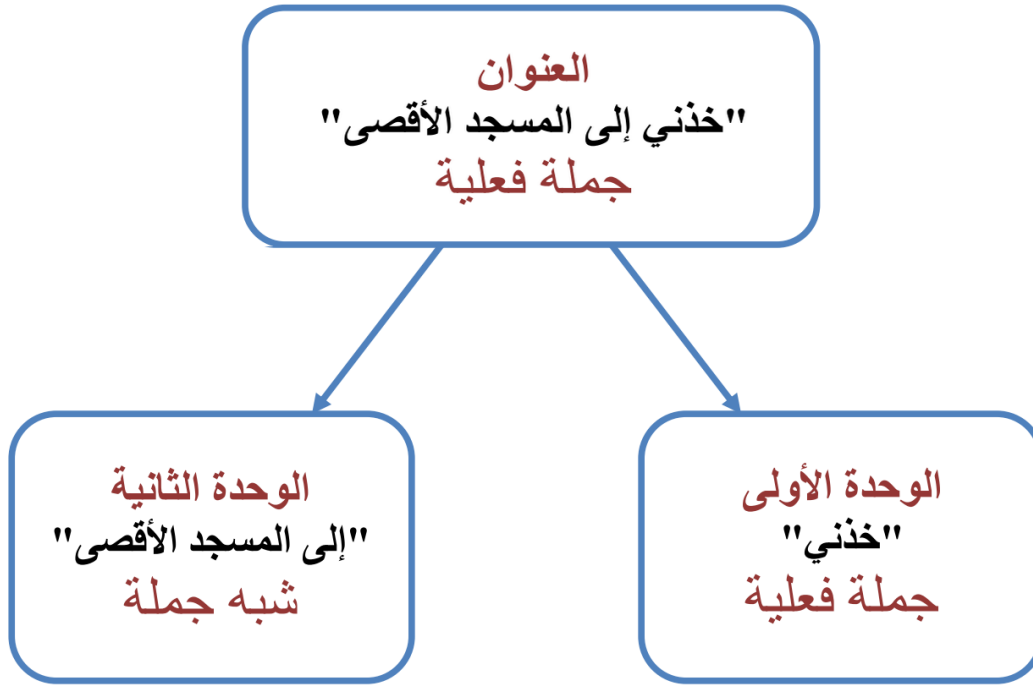 العنوان
"خذني إلى المسجد الأقصى"
جملة فعلية
الوحدة الأولى
"خذني"
جملة فعلية
الوحدة الثانية
"إلى المسجد الأقصى"
شبه جملة